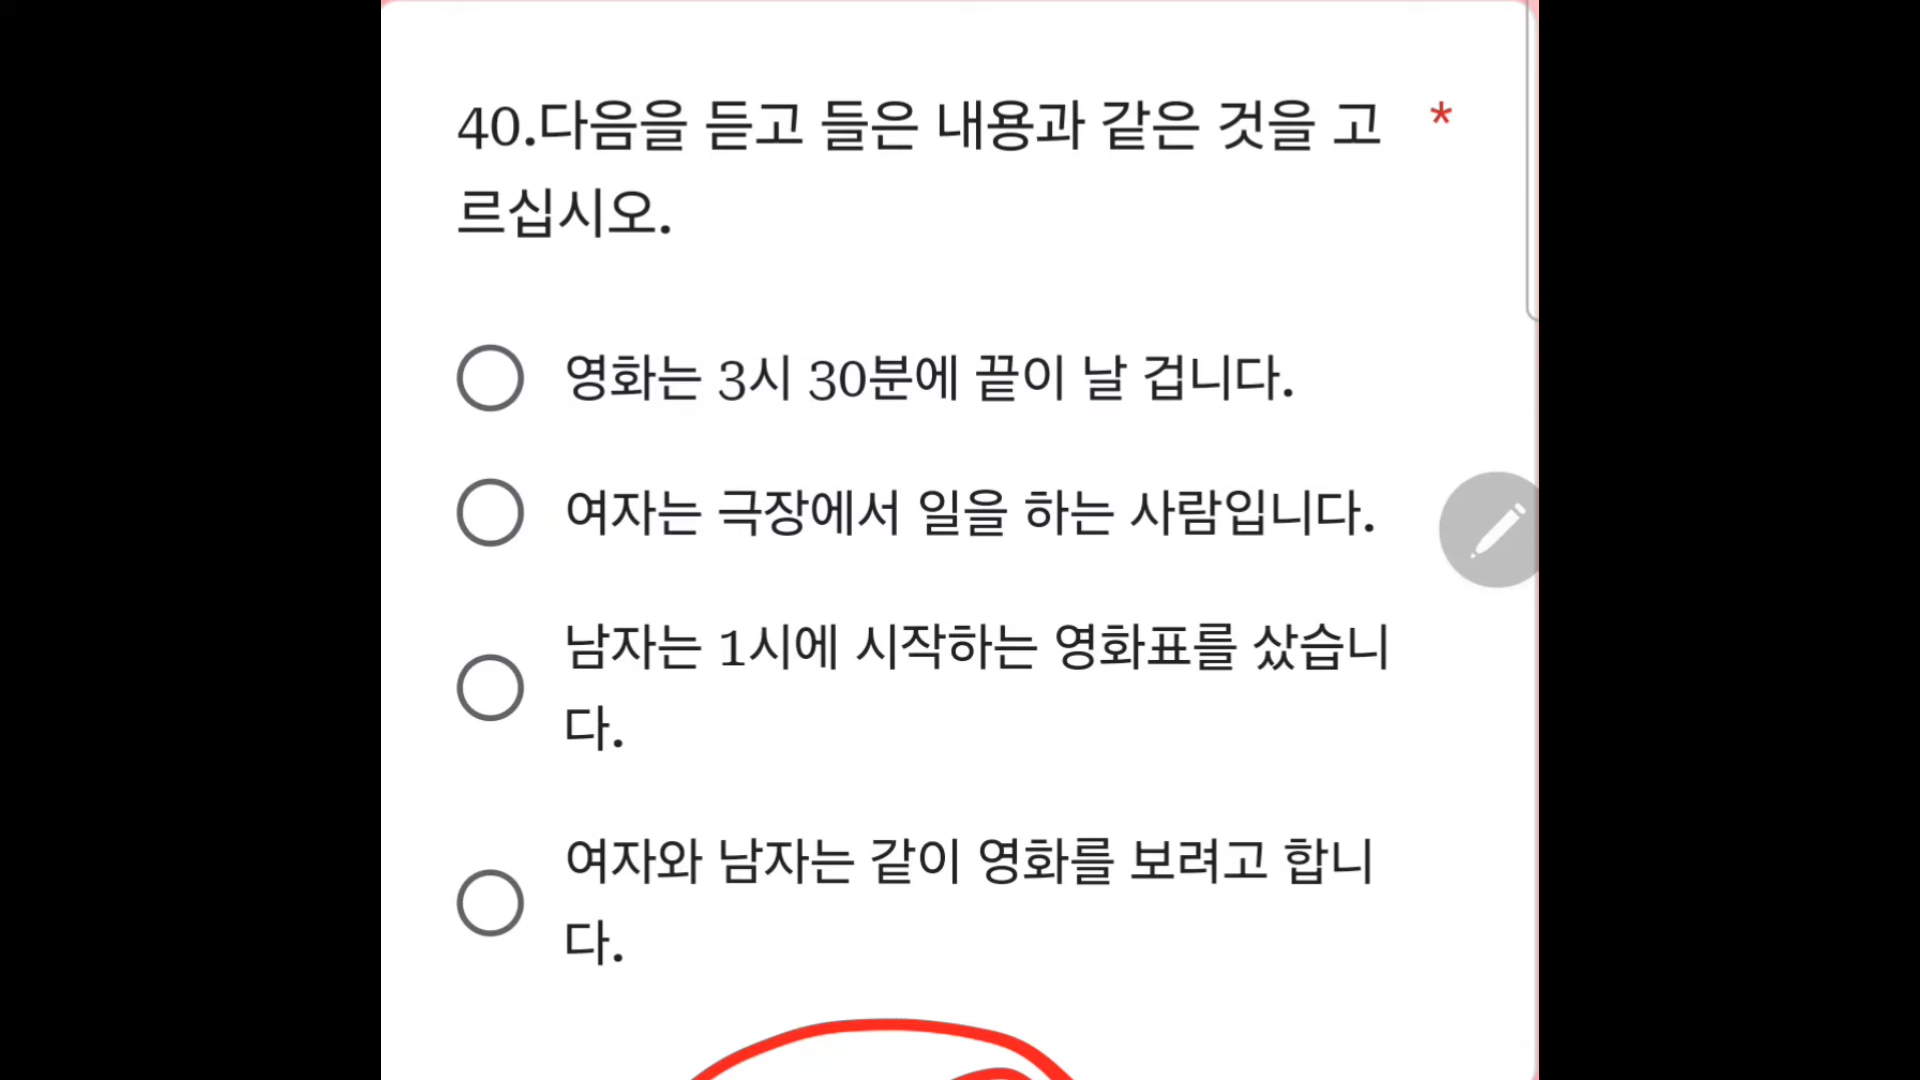 40.다음을 듣고 들은 내용과 같은 것을 고 *
르십시오.
영화는 3시 30분에 끝이 날 겁니다.
여자는 극장에서 일을 하는 사람입니다.
남자는 1시에 시작하는 영화표를 샀습니
다.
여자와 남자는 같이 영화를 보려고 합니
다.